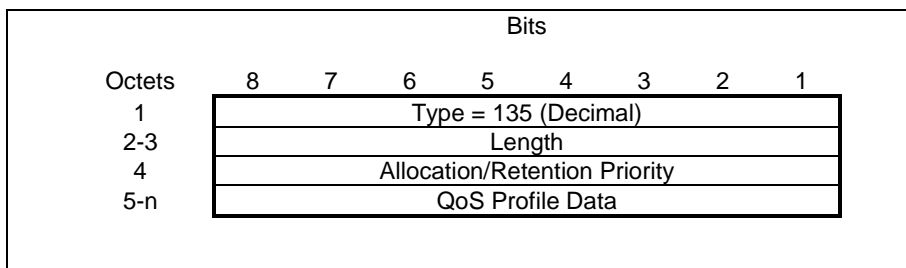 Bits
Octets 8 7 6 5 4 3 2 1
1 Type = 135 (Decimal)
2-3 Length
4 Allocation/Retention Priority
5-n QoS Profile Data